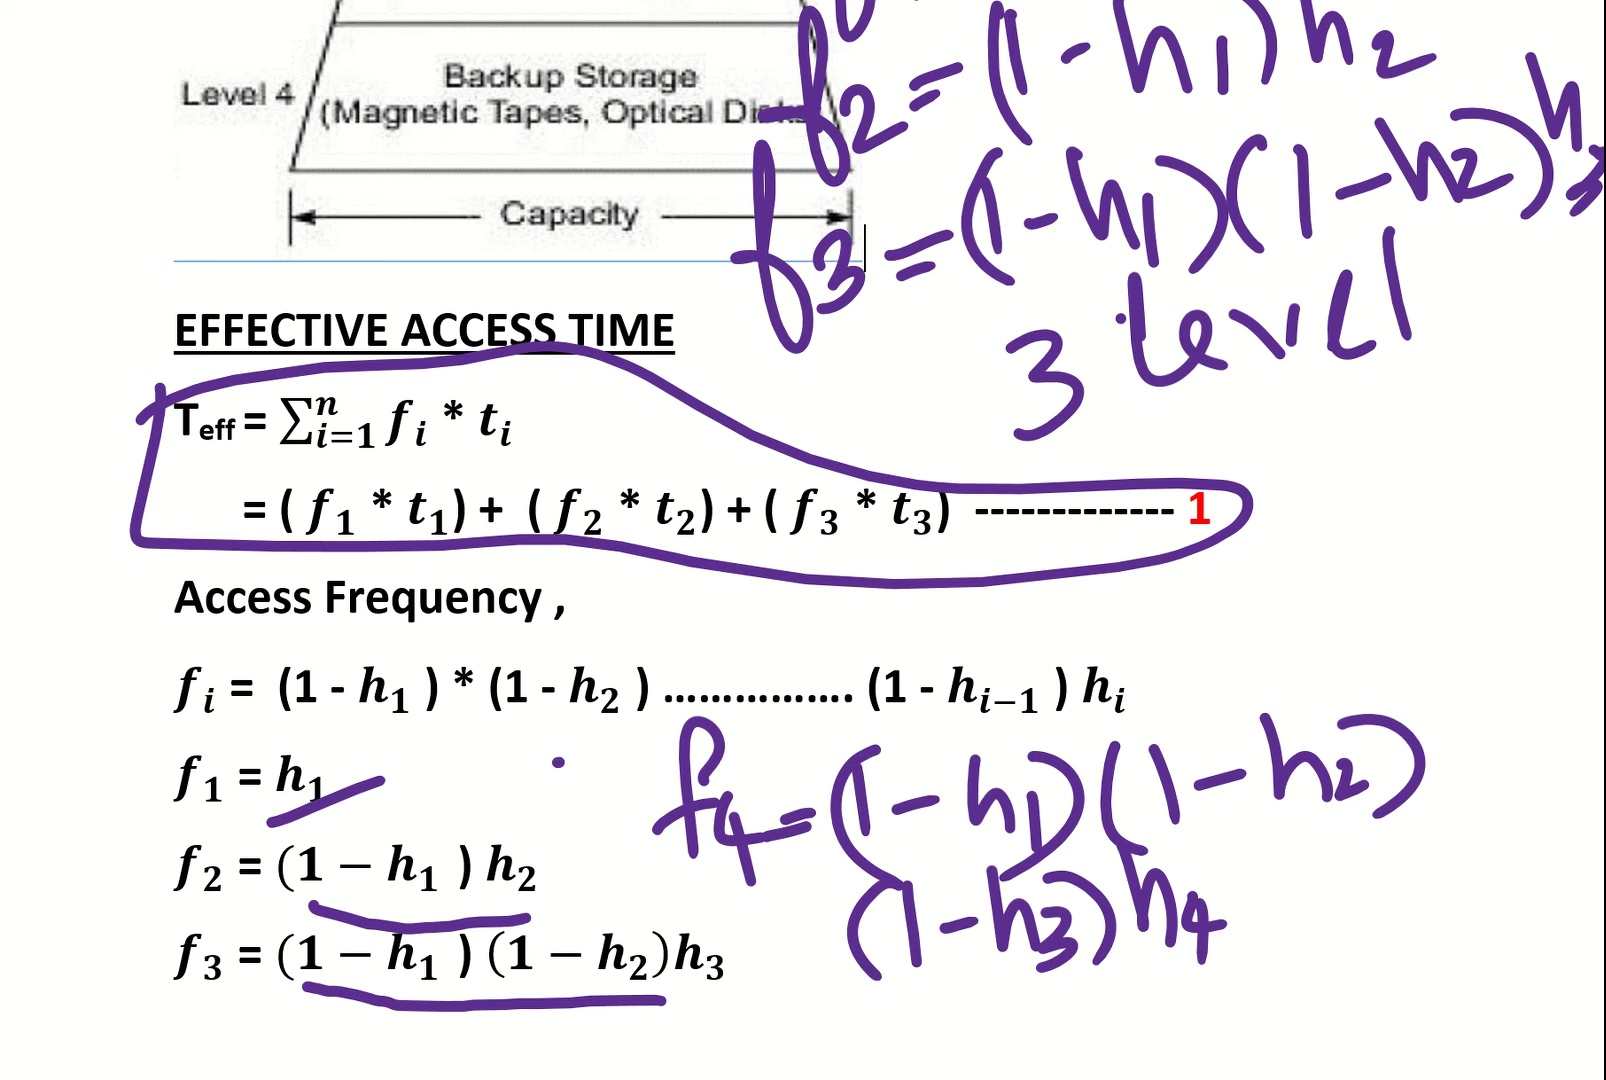 f2 = (1 - h1) h2
Level 4
Backup Storage
(Magnetic Tapes, Optical Disks
f3 = (1 - h1)(1 - h2) h3
Capacity
3 level
EFFECTIVE ACCESS TIME
Teff = ∑ⁿᵢ₌₁ fᵢ * tᵢ
= ( f₁ * t₁) + ( f₂ * t₂) + ( f₃ * t₃) ------------- 1
Access Frequency ,
fᵢ = (1 - h₁ ) * (1 - h₂ ) ................ (1 - hᵢ₋₁ ) hᵢ
f₁ = h₁
f4 = (1 - h1)(1 - h2)
(1 - h3) h4
f₂ = (1 − h₁ ) h₂
f₃ = (1 − h₁ ) (1 − h₂)h₃